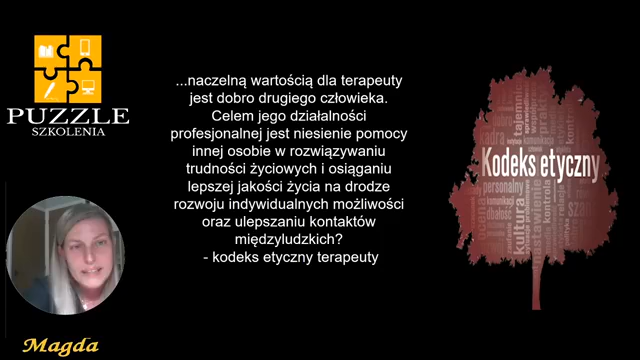 PUZZLE
SZKOLENIA
...naczelną wartością dla terapeuty
jest dobro drugiego człowieka.
Celem jego działalności
profesjonalnej jest niesienie pomocy
innej osobie w rozwiązywaniu
trudności życiowych i osiąganiu
lepszej jakości życia na drodze
rozwoju indywidualnych możliwości
oraz ulepszaniu kontaktów
międzyludzkich?
- kodeks etyczny terapeuty
Kodeks etyczny
personalny
kultura
Magda